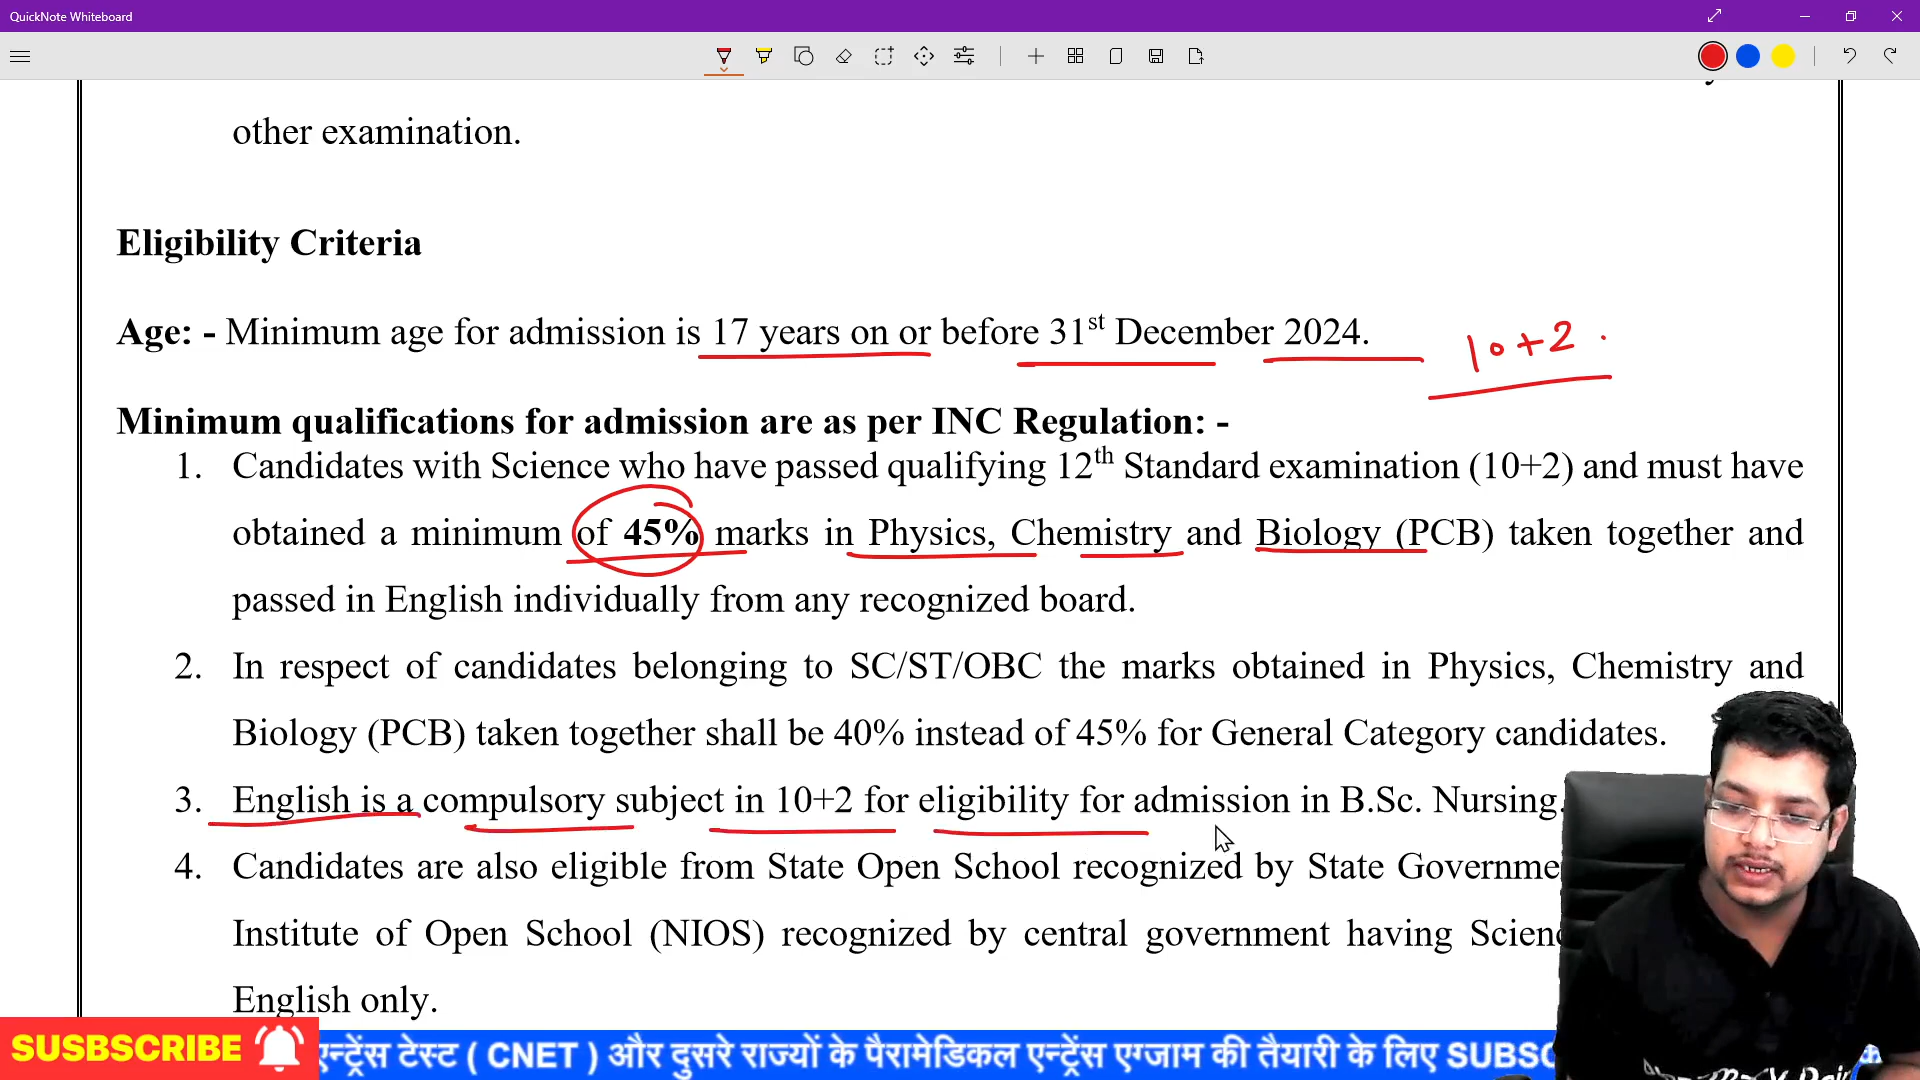 QuickNote Whiteboard
other examination.
Eligibility Criteria
Age: - Minimum age for admission is 17 years on or before 31st December 2024.
10+2.
Minimum qualifications for admission are as per INC Regulation: -
1. Candidates with Science who have passed qualifying 12th Standard examination (10+2) and must have
obtained a minimum of 45% marks in Physics, Chemistry and Biology (PCB) taken together and
passed in English individually from any recognized board.
2. In respect of candidates belonging to SC/ST/OBC the marks obtained in Physics, Chemistry and
Biology (PCB) taken together shall be 40% instead of 45% for General Category candidates.
3. English is a compulsory subject in 10+2 for eligibility for admission in B.Sc. Nursing.
4. Candidates are also eligible from State Open School recognized by State Governme
Institute of Open School (NIOS) recognized by central government having Scienc
English only.
SUSBSCRIBE
एन्ट्रेंस टेस्ट ( CNET ) और दुसरे राज्यों के पैरामेडिकल एन्ट्रेंस एग्जाम की तैयारी के लिए SUBSC